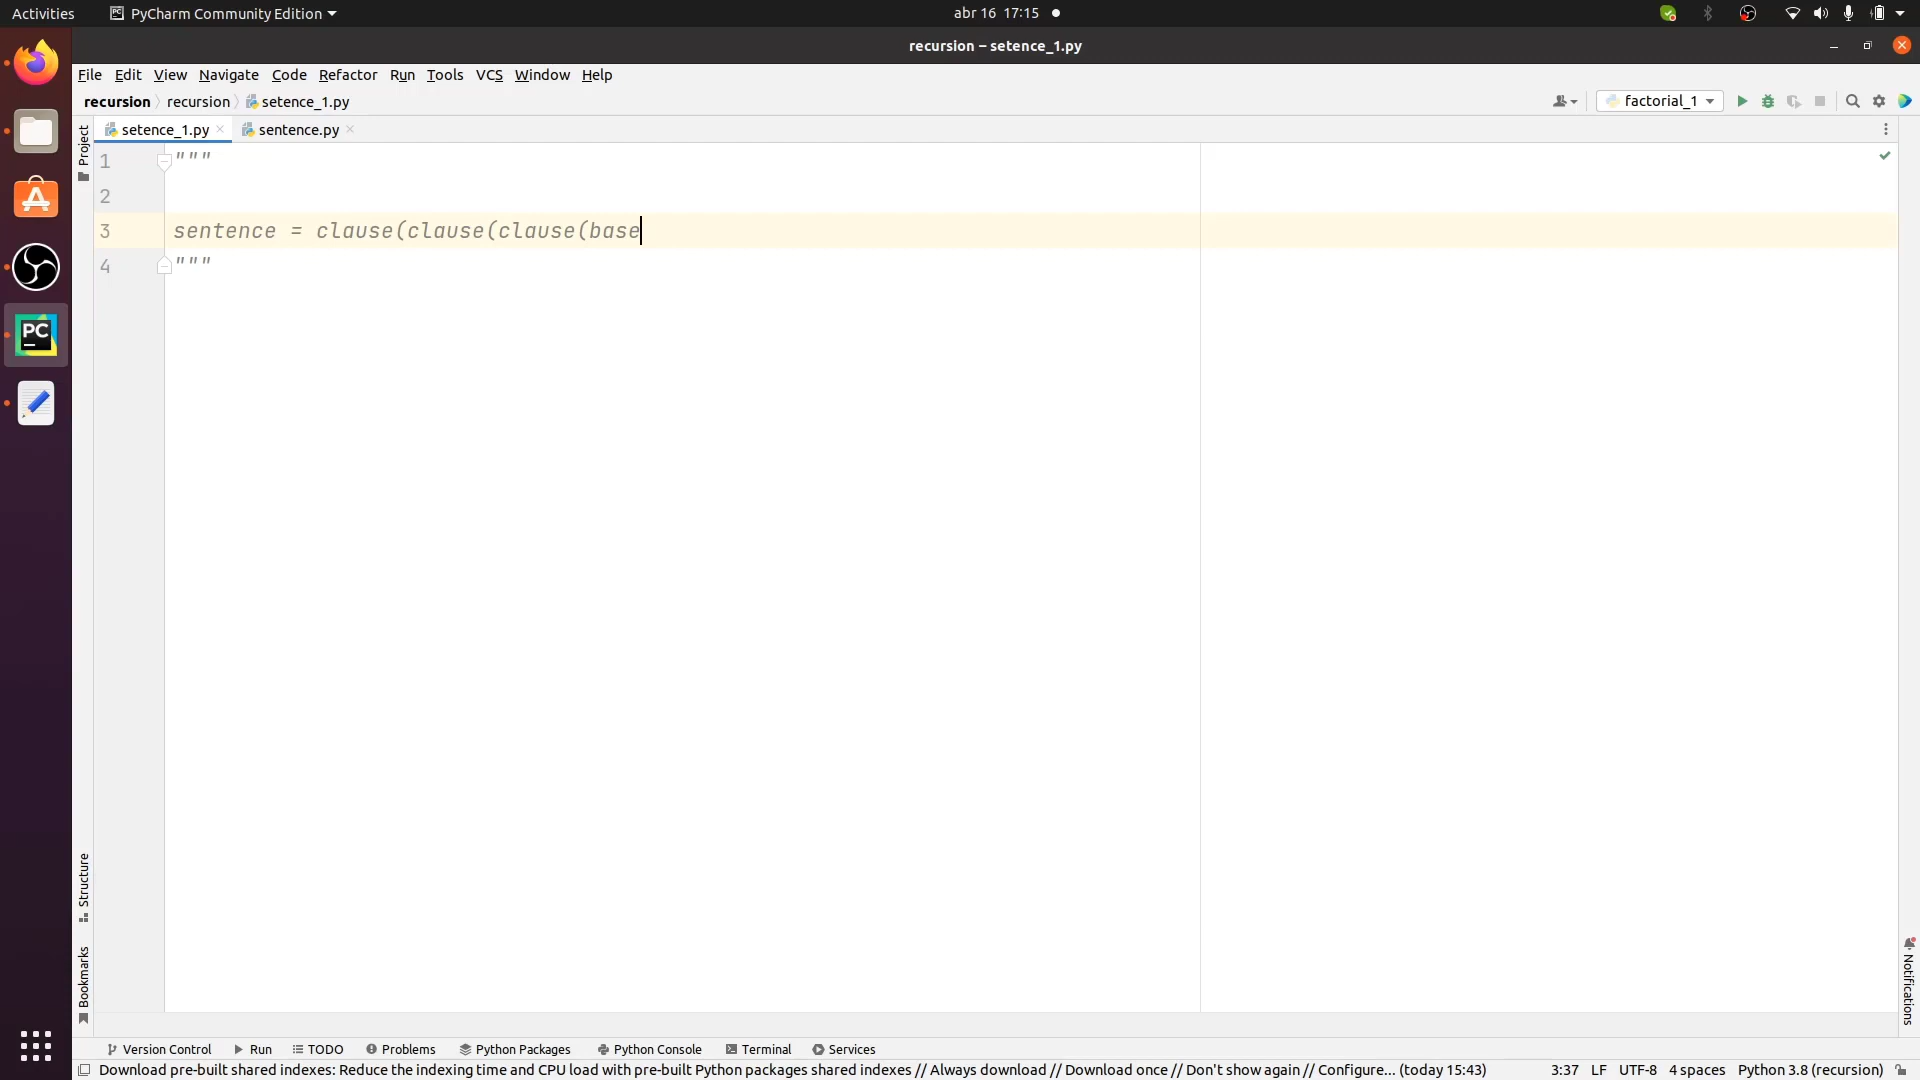 Activities
PyCharm Community Edition
abr 16 17:15
recursion – setence_1.py
File Edit View Navigate Code Refactor Run Tools VCS Window Help
recursion recursion setence_1.py
factorial_1
setence_1.py
sentence.py
Project
1 """
2
3 sentence = clause(clause(clause(base
4 """
Structure
Bookmarks
Notifications
Version Control Run TODO Problems Python Packages Python Console Terminal Services
Download pre-built shared indexes: Reduce the indexing time and CPU load with pre-built Python packages shared indexes // Always download // Download once // Don't show again // Configure... (today 15:43)
3:37 LF UTF-8 4 spaces Python 3.8 (recursion)